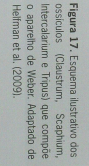 Figura 17. Esquema ilustrativo dos
ossículos (Claustrum, Scaphium,
Intercalarium e Tripus) que compõe
o aparelho de Weber. Adaptado de
Helfman et al. (2009).